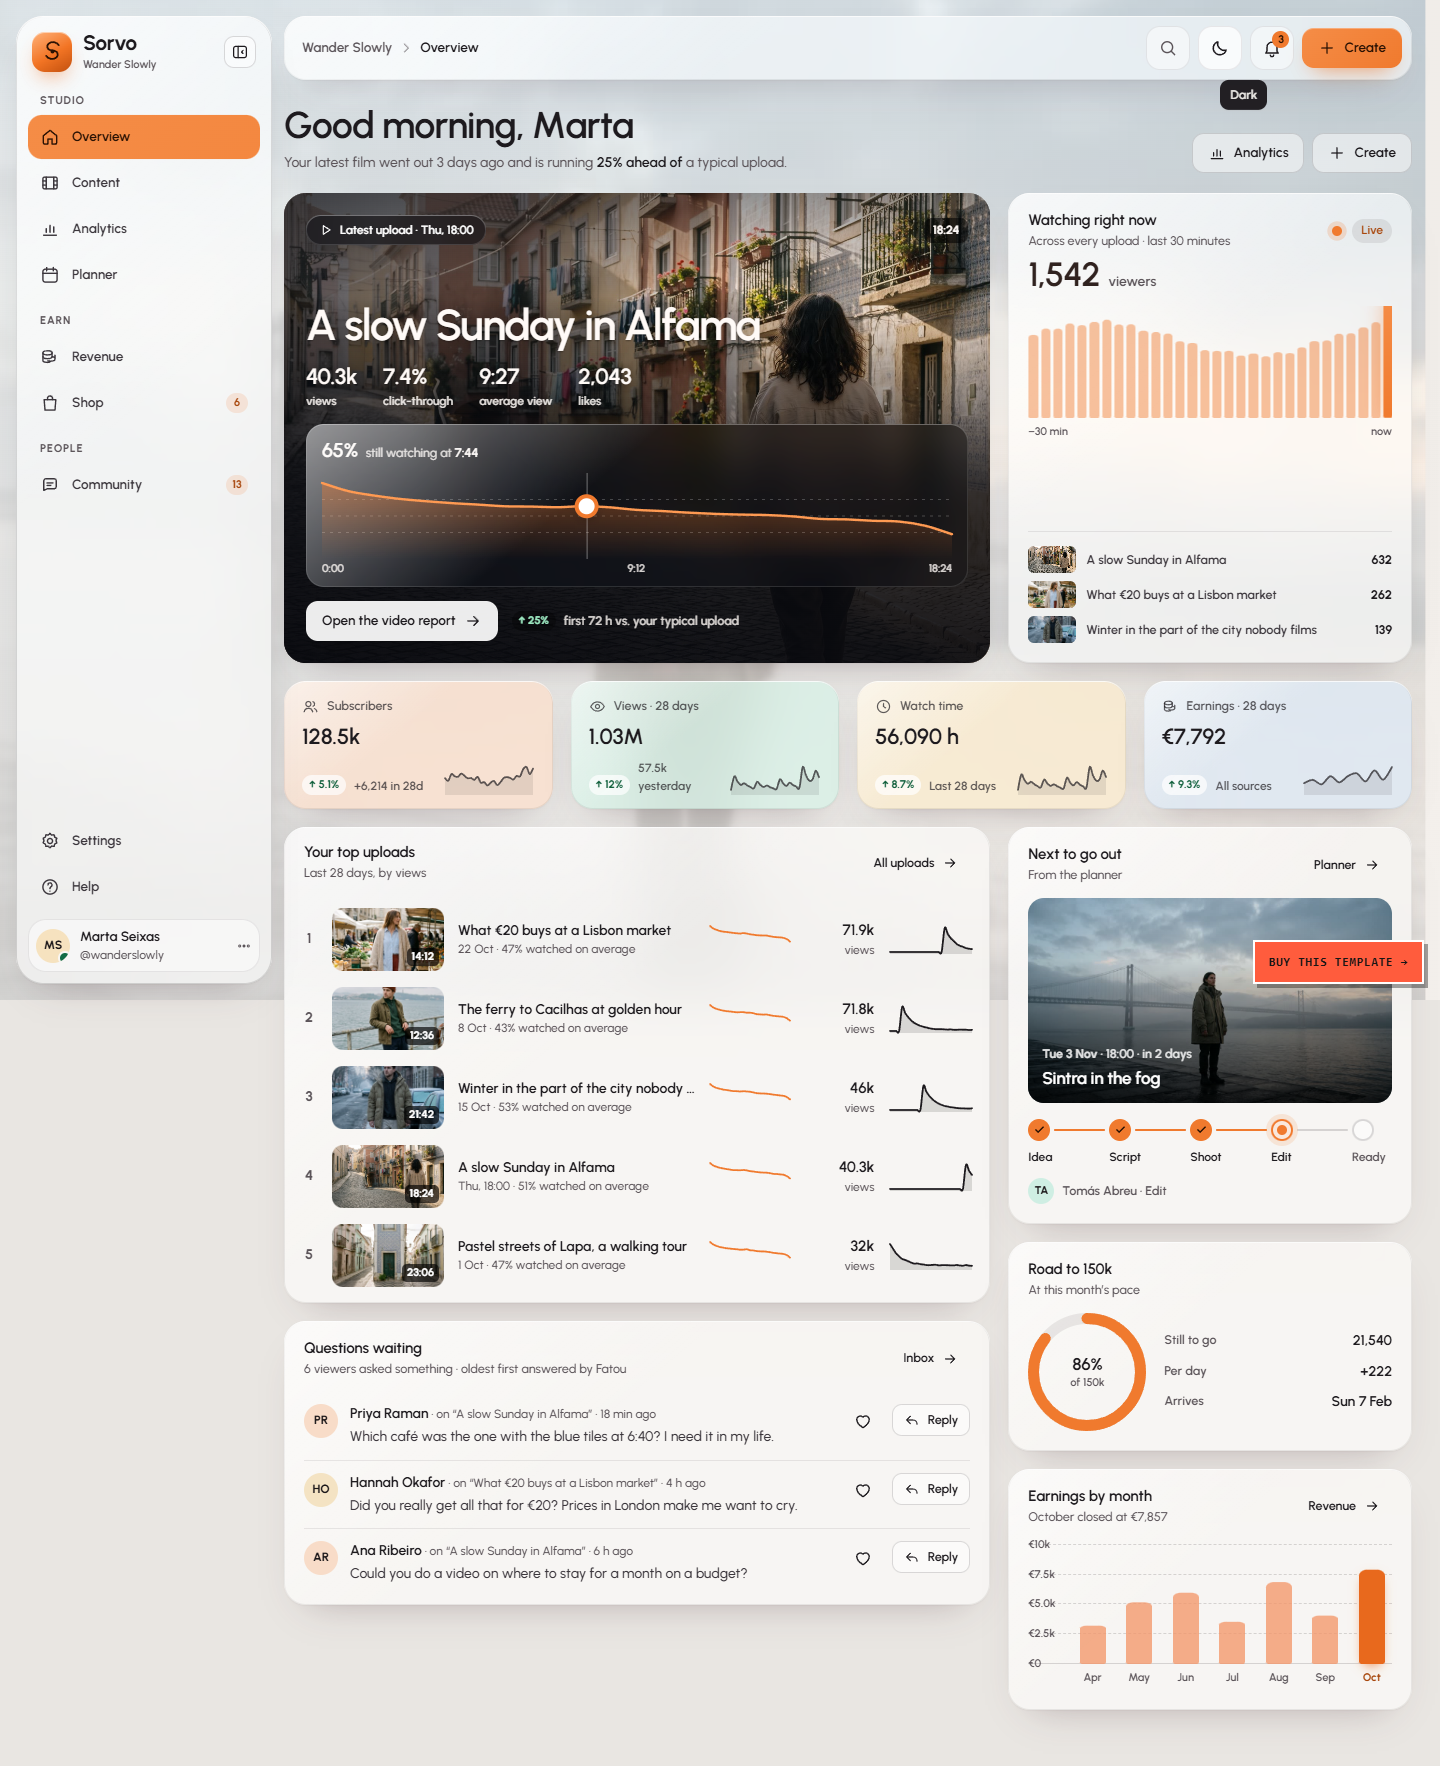 Sorvo
Wander Slowly
STUDIO
Overview
Content
Analytics
Planner
EARN
Revenue
Shop
6
PEOPLE
Community
13
Settings
Help
MS
Marta Seixas
@wanderslowly
Wander Slowly
Overview
3
Create
Dark
Good morning, Marta
Your latest film went out 3 days ago and is running 25% ahead of a typical upload.
Analytics
Create
Latest upload · Thu, 18:00
18:24
A slow Sunday in Alfama
40.3k
views
7.4%
click-through
9:27
average view
2,043
likes
65% still watching at 7:44
0:00
9:12
18:24
Open the video report
25%
first 72 h vs. your typical upload
Watching right now
Across every upload · last 30 minutes
Live
1,542 viewers
−30 min
now
A slow Sunday in Alfama
632
What €20 buys at a Lisbon market
262
Winter in the part of the city nobody films
139
Subscribers
128.5k
5.1%
+6,214 in 28d
Views · 28 days
1.03M
12%
57.5k
yesterday
Watch time
56,090 h
8.7%
Last 28 days
Earnings · 28 days
€7,792
9.3%
All sources
Your top uploads
Last 28 days, by views
All uploads
1
14:12
What €20 buys at a Lisbon market
22 Oct · 47% watched on average
71.9k
views
2
12:36
The ferry to Cacilhas at golden hour
8 Oct · 43% watched on average
71.8k
views
3
21:42
Winter in the part of the city nobody ...
15 Oct · 53% watched on average
46k
views
4
18:24
A slow Sunday in Alfama
Thu, 18:00 · 51% watched on average
40.3k
views
5
23:06
Pastel streets of Lapa, a walking tour
1 Oct · 47% watched on average
32k
views
Questions waiting
6 viewers asked something · oldest first answered by Fatou
Inbox
PR
Priya Raman · on “A slow Sunday in Alfama” · 18 min ago
Which café was the one with the blue tiles at 6:40? I need it in my life.
Reply
HO
Hannah Okafor · on “What €20 buys at a Lisbon market” · 4 h ago
Did you really get all that for €20? Prices in London make me want to cry.
Reply
AR
Ana Ribeiro · on “A slow Sunday in Alfama” · 6 h ago
Could you do a video on where to stay for a month on a budget?
Reply
Next to go out
From the planner
Planner
BUY THIS TEMPLATE →
Tue 3 Nov · 18:00 · in 2 days
Sintra in the fog
Idea
Script
Shoot
Edit
Ready
TA
Tomás Abreu · Edit
Road to 150k
At this month’s pace
86%
of 150k
Still to go
21,540
Per day
+222
Arrives
Sun 7 Feb
Earnings by month
October closed at €7,857
Revenue
€10k
€7.5k
€5.0k
€2.5k
€0
Apr
May
Jun
Jul
Aug
Sep
Oct